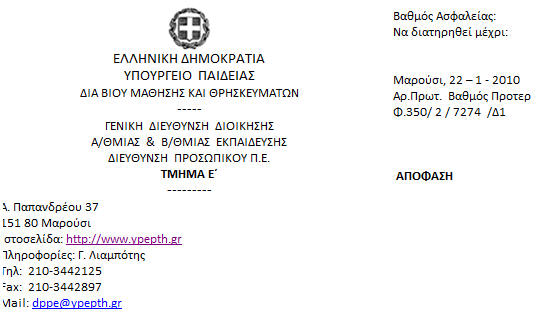 Βαθμός Ασφαλείας:
Να διατηρηθεί μέχρι:
ΕΛΛΗΝΙΚΗ ΔΗΜΟΚΡΑΤΙΑ
ΥΠΟΥΡΓΕΙΟ ΠΑΙΔΕΙΑΣ
ΔΙΑ ΒΙΟΥ ΜΑΘΗΣΗΣ ΚΑΙ ΘΡΗΣΚΕΥΜΑΤΩΝ
-----
ΓΕΝΙΚΗ ΔΙΕΥΘΥΝΣΗ ΔΙΟΙΚΗΣΗΣ
Α/ΘΜΙΑΣ & Β/ΘΜΙΑΣ ΕΚΠΑΙΔΕΥΣΗΣ
ΔΙΕΥΘΥΝΣΗ ΠΡΟΣΩΠΙΚΟΥ Π.Ε.
ΤΜΗΜΑ Ε΄
---------
Μαρούσι, 22 – 1 - 2010
Αρ.Πρωτ. Βαθμός Προτερ
Φ.350/ 2 / 7274 /Δ1
ΑΠΟΦΑΣΗ
Α. Παπανδρέου 37
151 80 Μαρούσι
στοσελίδα: http://www.ypepth.gr
Πληροφορίες: Γ. Λιαμπότης
Τηλ: 210-3442125
Fax: 210-3442897
Mail: dppe@ypepth.gr